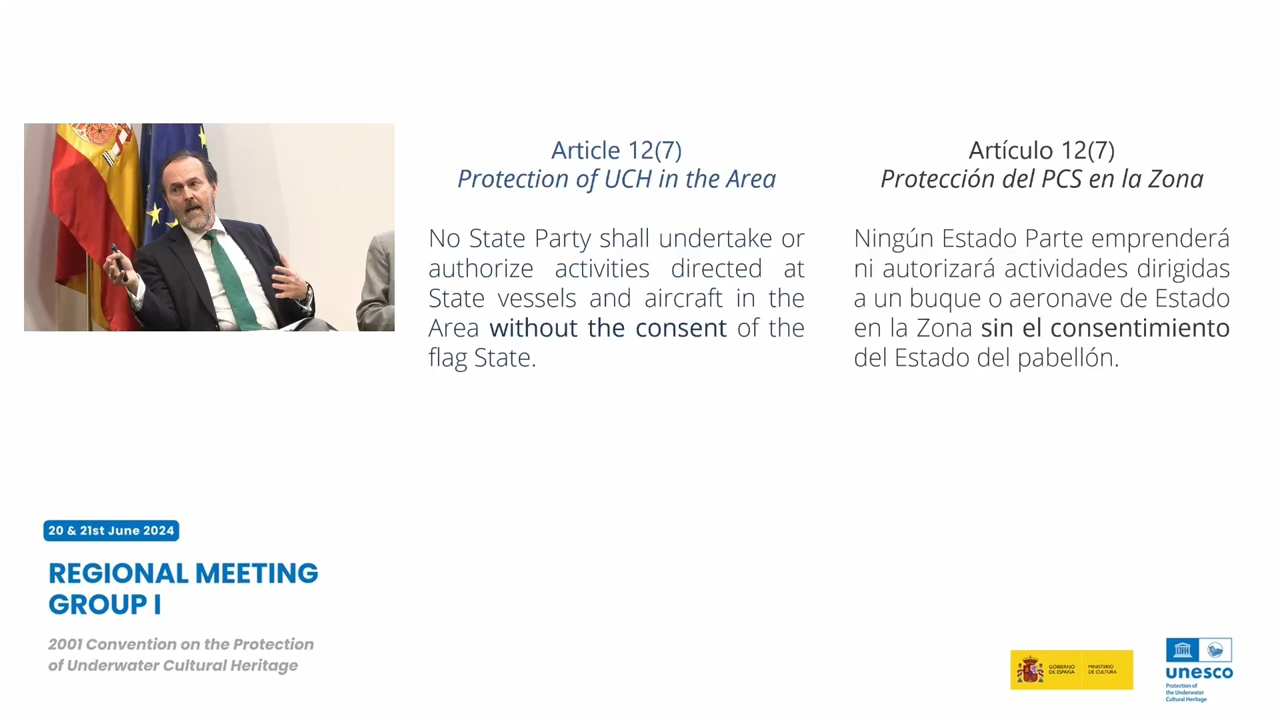 Article 12(7)
Protection of UCH in the Area
No State Party shall undertake or
authorize activities directed at
State vessels and aircraft in the
Area without the consent of the
flag State.
Artículo 12(7)
Protección del PCS en la Zona
Ningún Estado Parte emprenderá
ni autorizará actividades dirigidas
a un buque o aeronave de Estado
en la Zona sin el consentimiento
del Estado del pabellón.
20 & 21st June 2024
REGIONAL MEETING
GROUP I
2001 Convention on the Protection
of Underwater Cultural Heritage
GOBIERNO
DE ESPAÑA
MINISTERIO
DE CULTURA
unesco
Protection of
the Underwater
Cultural Heritage